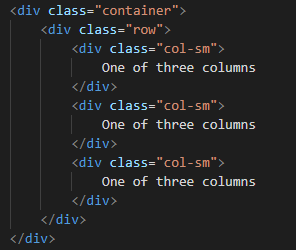 <div class="container">
    <div class="row">
        <div class="col-sm">
            One of three columns
        </div>
        <div class="col-sm">
            One of three columns
        </div>
        <div class="col-sm">
            One of three columns
        </div>
    </div>
</div>